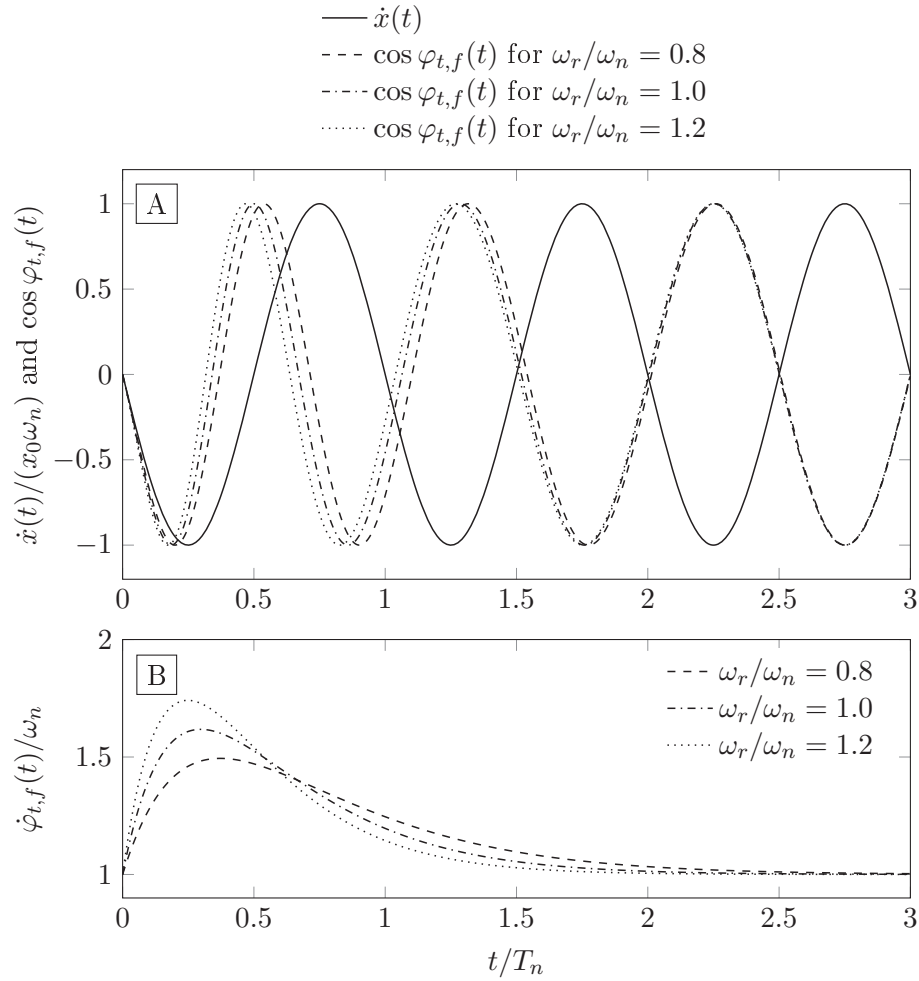 ẋ(t)
cos φ_{t,f}(t) for ω_r/ω_n = 0.8
cos φ_{t,f}(t) for ω_r/ω_n = 1.0
cos φ_{t,f}(t) for ω_r/ω_n = 1.2
A
ẋ(t)/(x_0ω_n) and cos φ_{t,f}(t)
1
0.5
0
−0.5
−1
0 0.5 1 1.5 2 2.5 3
B
ω_r/ω_n = 0.8
ω_r/ω_n = 1.0
ω_r/ω_n = 1.2
φ̇_{t,f}(t)/ω_n
2
1.5
1
0 0.5 1 1.5 2 2.5 3
t/T_n